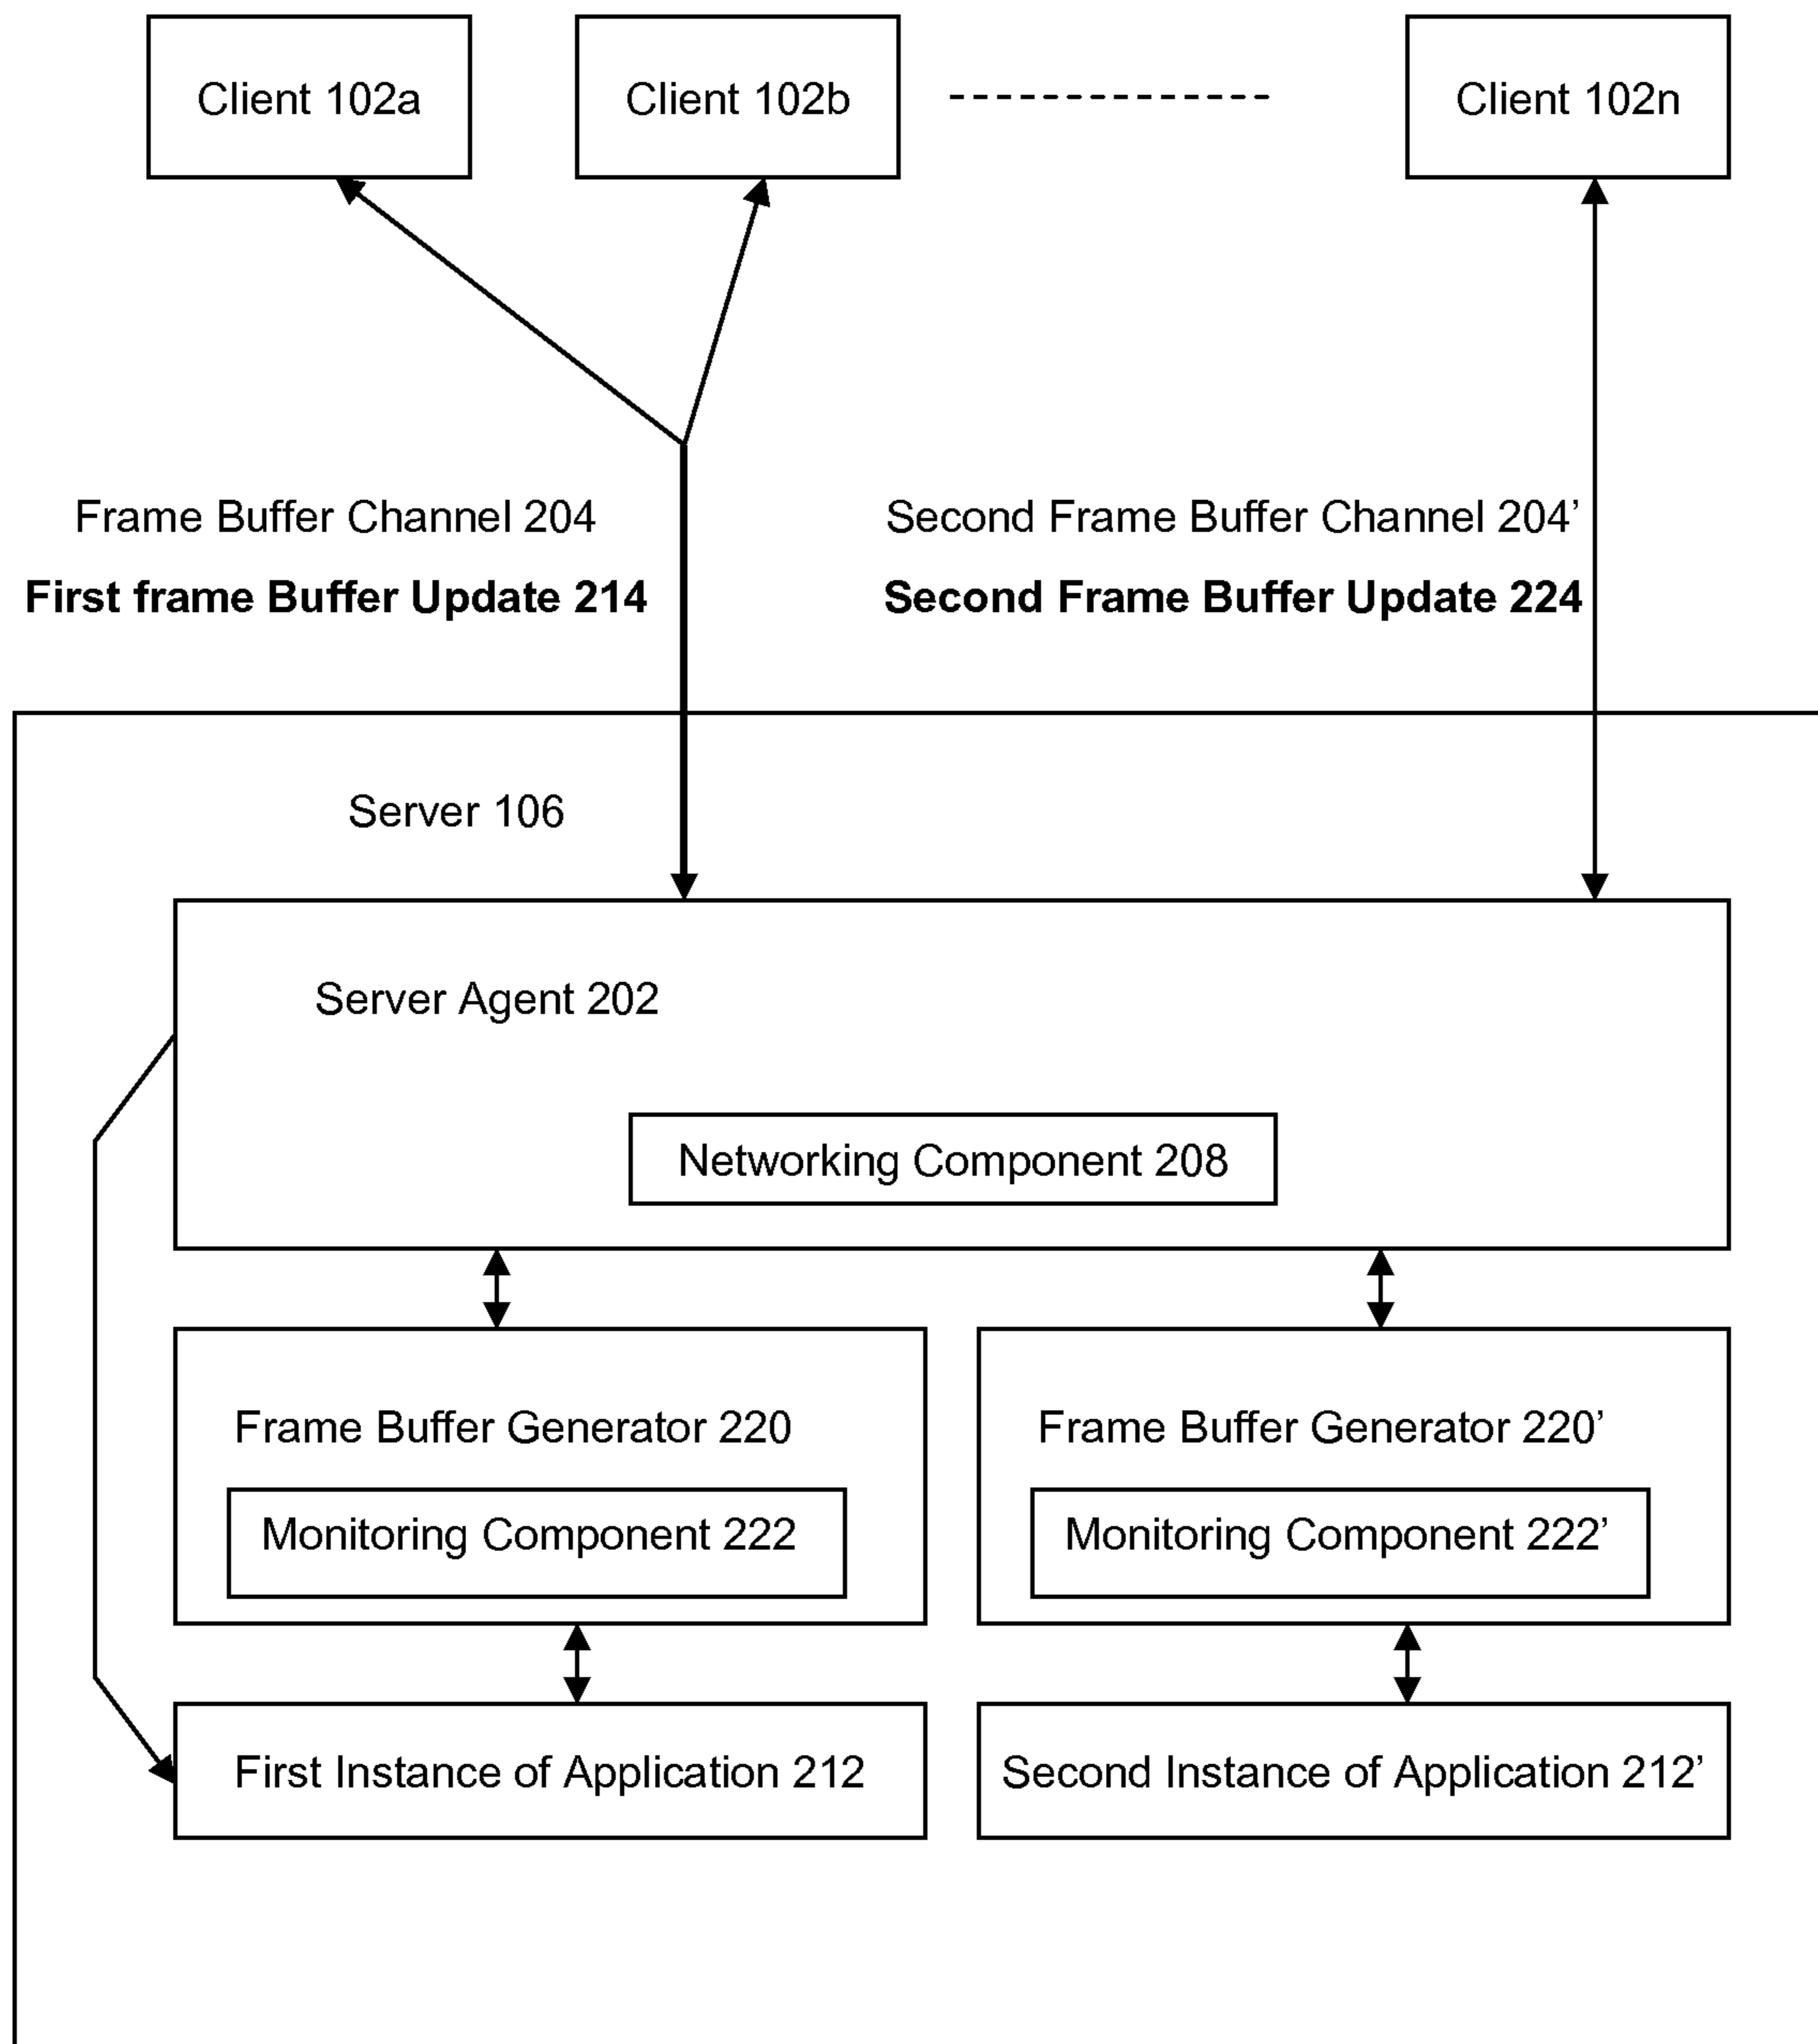 Client 102a
Client 102b
Client 102n
Frame Buffer Channel 204
Second Frame Buffer Channel 204’
First frame Buffer Update 214
Second Frame Buffer Update 224
Server 106
Server Agent 202
Networking Component 208
Frame Buffer Generator 220
Frame Buffer Generator 220’
Monitoring Component 222
Monitoring Component 222’
First Instance of Application 212
Second Instance of Application 212’